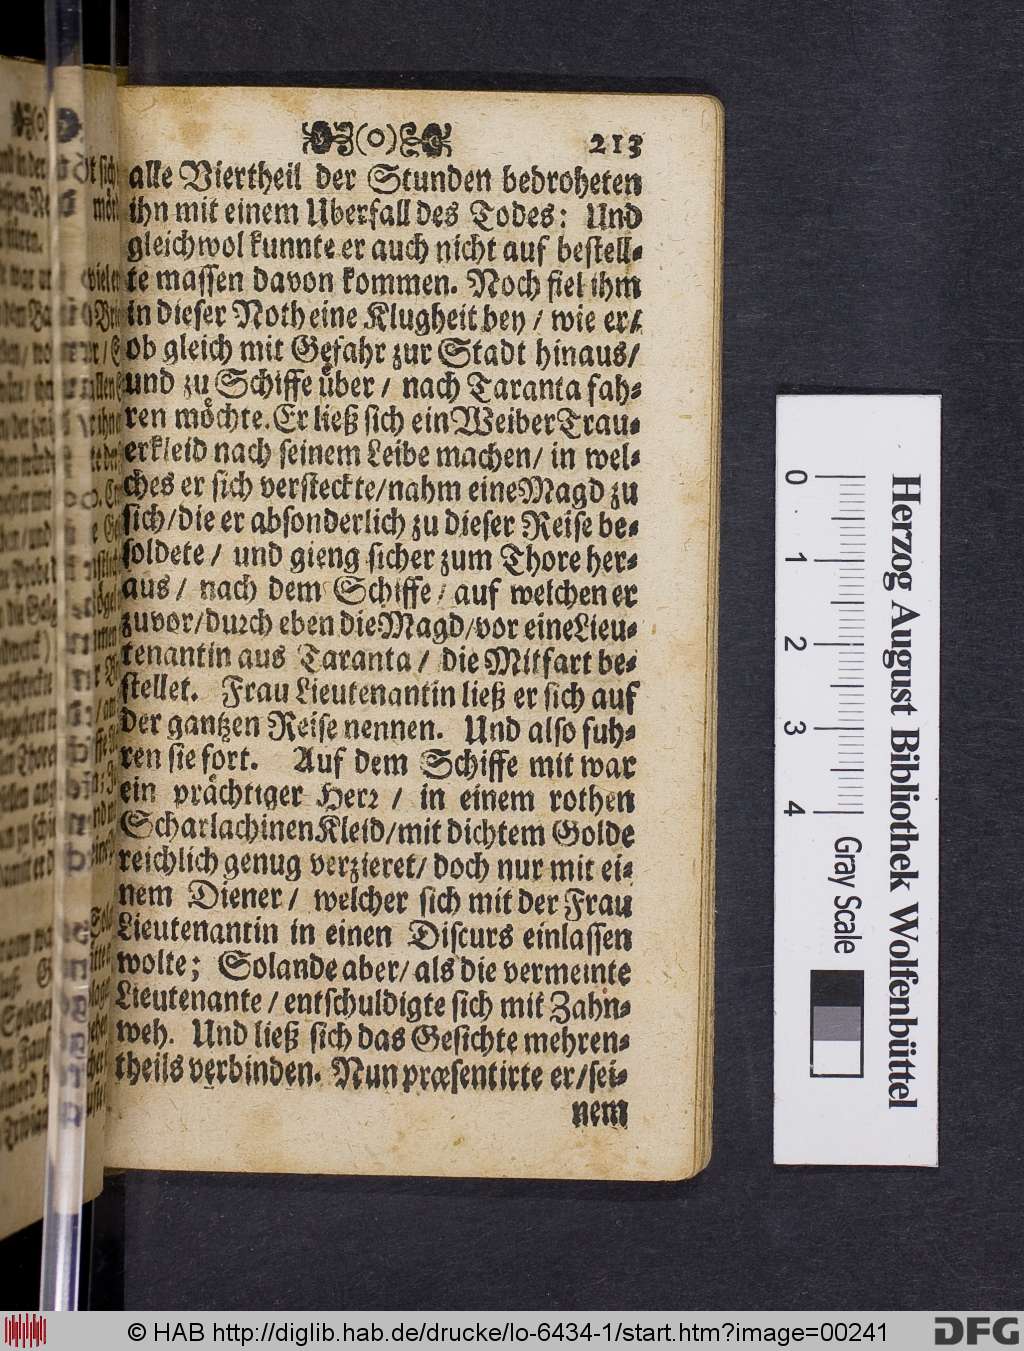 (o)
213
alle Viertheil der Stunden bedroheten
ihn mit einem Uberfall des Todes: Und
gleichwol kunnte er auch nicht auf bestell-
te massen davon kommen. Noch fiel ihm
in dieser Noth eine Klugheit bey / wie er /
ob gleich mit Gefahr zur Stadt hinaus /
und zu Schiffe über / nach Taranta fah-
ren möchte. Er ließ sich ein Weiber Trau-
erkleid nach seinem Leibe machen / in wel-
ches er sich versteckte / nahm eine Magd zu
sich / die er absonderlich zu dieser Reise be-
soldete / und gieng sicher zum Thore her-
aus / nach dem Schiffe / auf welchen er
zuvor / durch eben die Magd / vor eine Lieu-
tenantin aus Taranta / die Mitfart be-
stellet. Frau Lieutenantin ließ er sich auf
der gantzen Reise nennen. Und also fuh-
ren sie fort. Auf dem Schiffe mit war
ein prächtiger Herr / in einem rothen
Scharlachinen Kleid / mit dichtem Golde
reichlich genug verzieret / doch nur mit ei-
nem Diener / welcher sich mit der Frau
Lieutenantin in einen Discurs einlassen
wolte; Solande aber / als die vermeinte
Lieutenante / entschuldigte sich mit Zahn-
weh. Und ließ sich das Gesichte mehren-
theils verbinden. Nun præsentirte er / sei-
nem
Herzog August Bibliothek Wolfenbüttel
0 1 2 3 4
Gray Scale
© HAB http://diglib.hab.de/drucke/lo-6434-1/start.htm?image=00241
DFG